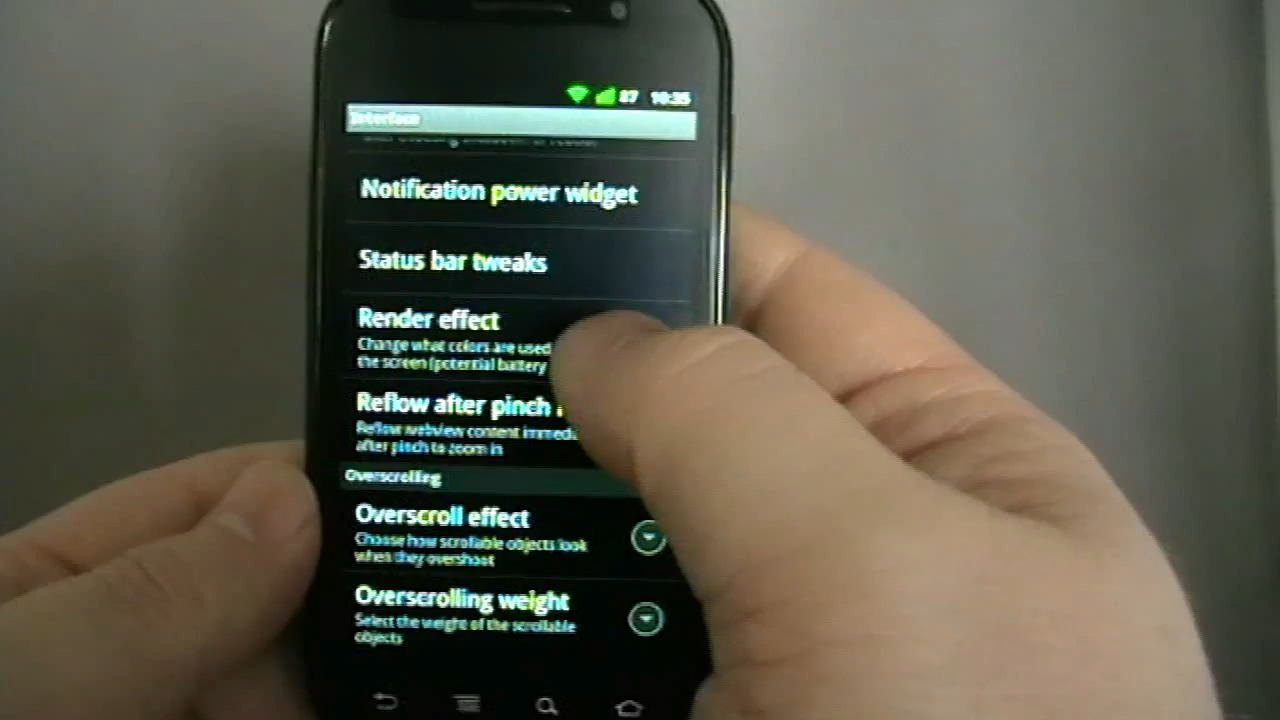 87 10:35
Interface
Notification power widget
Status bar tweaks
Render effect
Change what colors are used
the screen (potential battery
Reflow after pinch
Reflow webview content
after pinch to zoom in
Overscrolling
Overscroll effect
Choose how scrollable objects look
when they overshoot
Overscrolling weight
Select the weight of the scrollable
objects